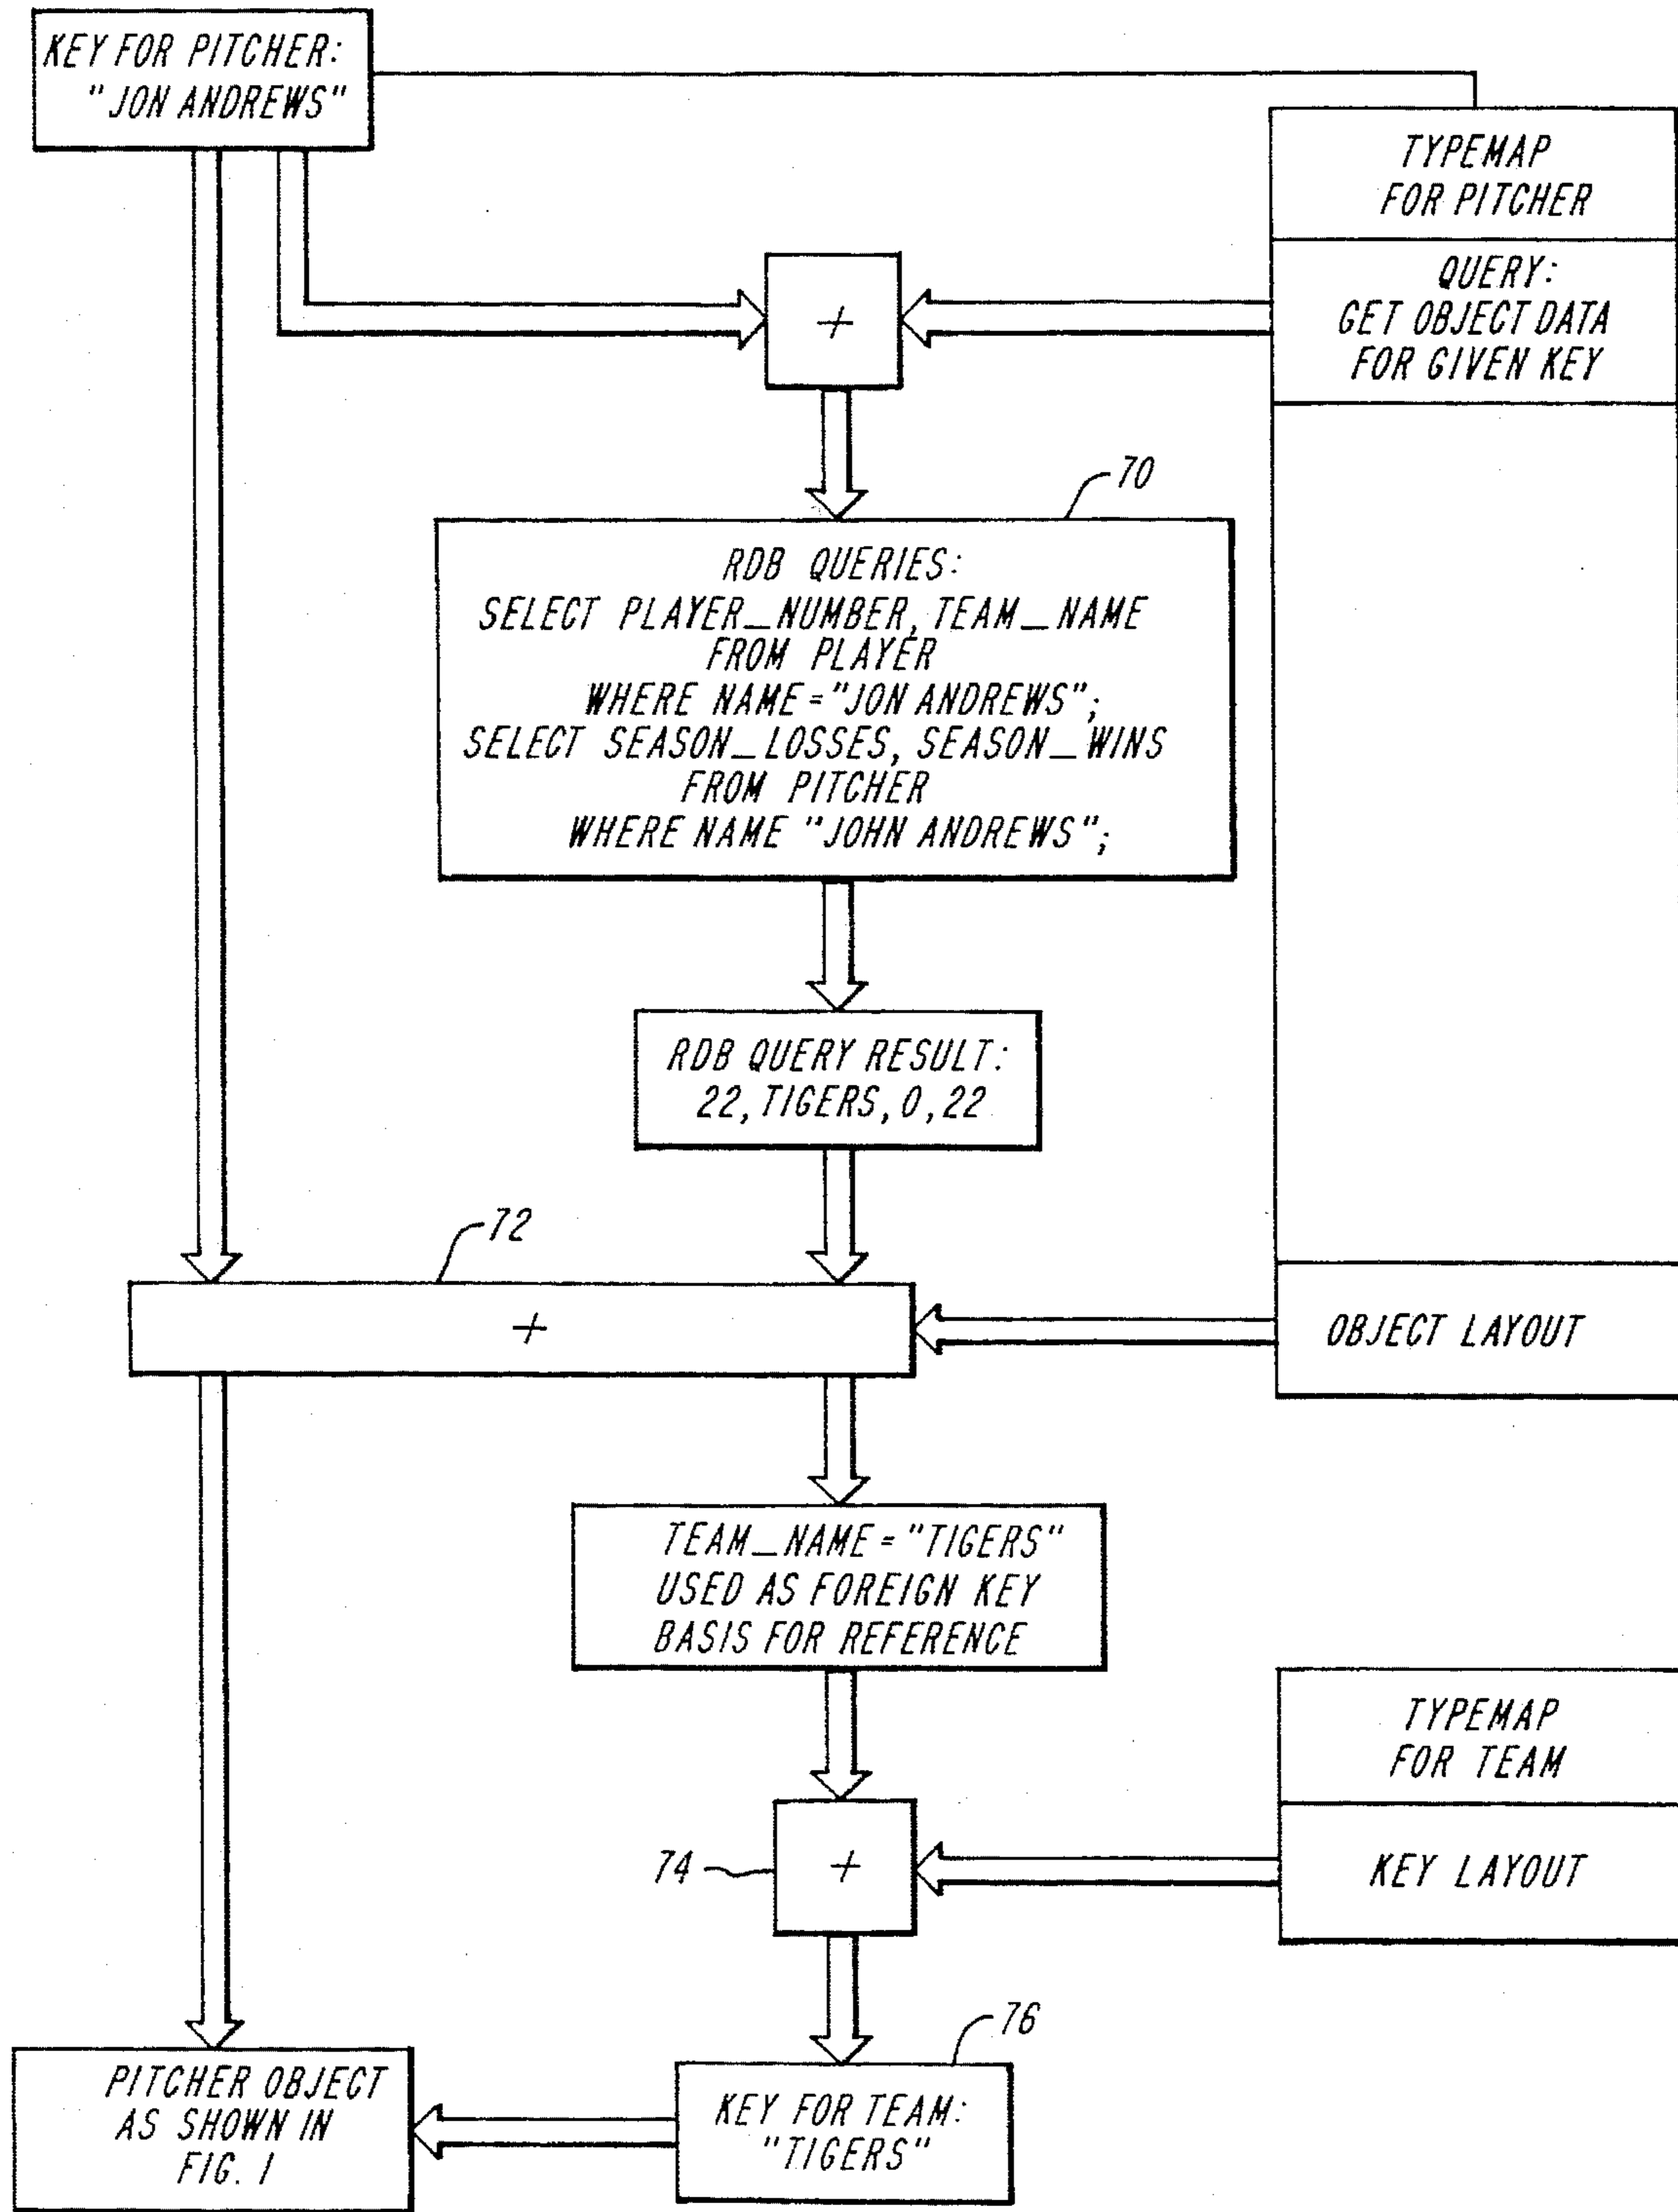 KEY FOR PITCHER:
"JON ANDREWS"
TYPEMAP
FOR PITCHER
QUERY:
GET OBJECT DATA
FOR GIVEN KEY
+
70
RDB QUERIES:
SELECT PLAYER_NUMBER, TEAM_NAME
FROM PLAYER
WHERE NAME = "JON ANDREWS";
SELECT SEASON_LOSSES, SEASON_WINS
FROM PITCHER
WHERE NAME "JOHN ANDREWS";
RDB QUERY RESULT:
22, TIGERS, 0, 22
72
+
OBJECT LAYOUT
TEAM_NAME = "TIGERS"
USED AS FOREIGN KEY
BASIS FOR REFERENCE
TYPEMAP
FOR TEAM
74
+
KEY LAYOUT
76
PITCHER OBJECT
AS SHOWN IN
FIG. 1
KEY FOR TEAM:
"TIGERS"